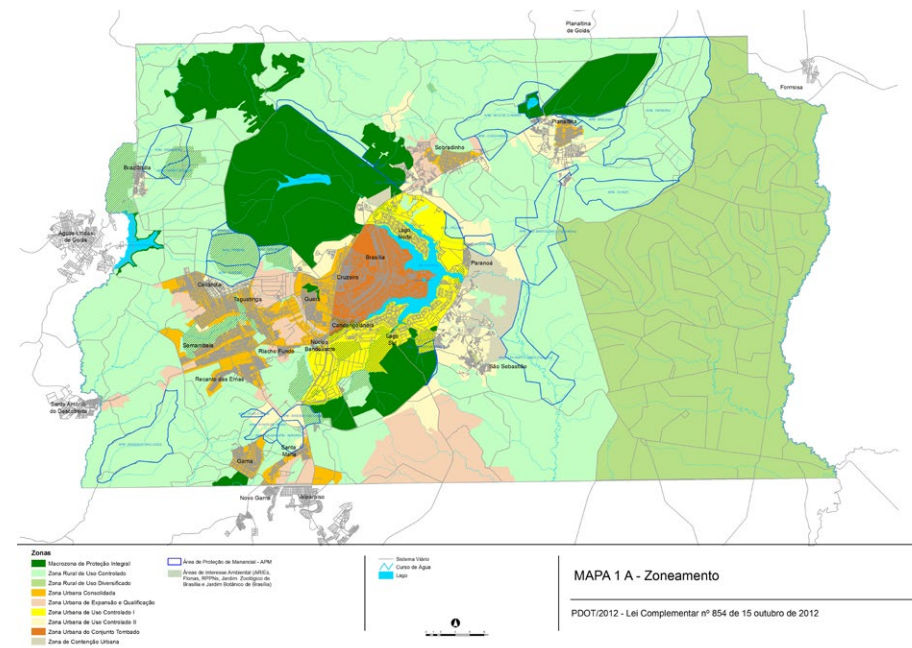 Planaltina
de Goiás
Formosa
Planaltina
Sobradinho
Brazlândia
Águas Lindas
de Goiás
Lago
Norte
Brasília
Paranoá
Cruzeiro
Ceilândia
Taguatinga
Guará
Candangolândia
Samambaia
Núcleo
Bandeirante
Lago
Sul
Riacho Fundo
São Sebastião
Recanto das Emas
Santo Antônio
do Descoberto
Santa
Maria
Gama
Novo Gama
Valparaíso
Zonas
Macrozona de Proteção Integral
Zona Rural de Uso Controlado
Zona Rural de Uso Diversificado
Zona Urbana Consolidada
Zona Urbana de Expansão e Qualificação
Zona Urbana de Uso Controlado I
Zona Urbana de Uso Controlado II
Zona Urbana do Conjunto Tombado
Zona de Contenção Urbana
Área de Proteção de Manancial - APM
Áreas de Interesse Ambiental (ARIEs,
Flonas, RPPNs, Jardim Zoológico de
Brasília e Jardim Botânico de Brasília)
Sistema Viário
Curso de Água
Lago
MAPA 1 A - Zoneamento
PDOT/2012 - Lei Complementar nº 854 de 15 outubro de 2012